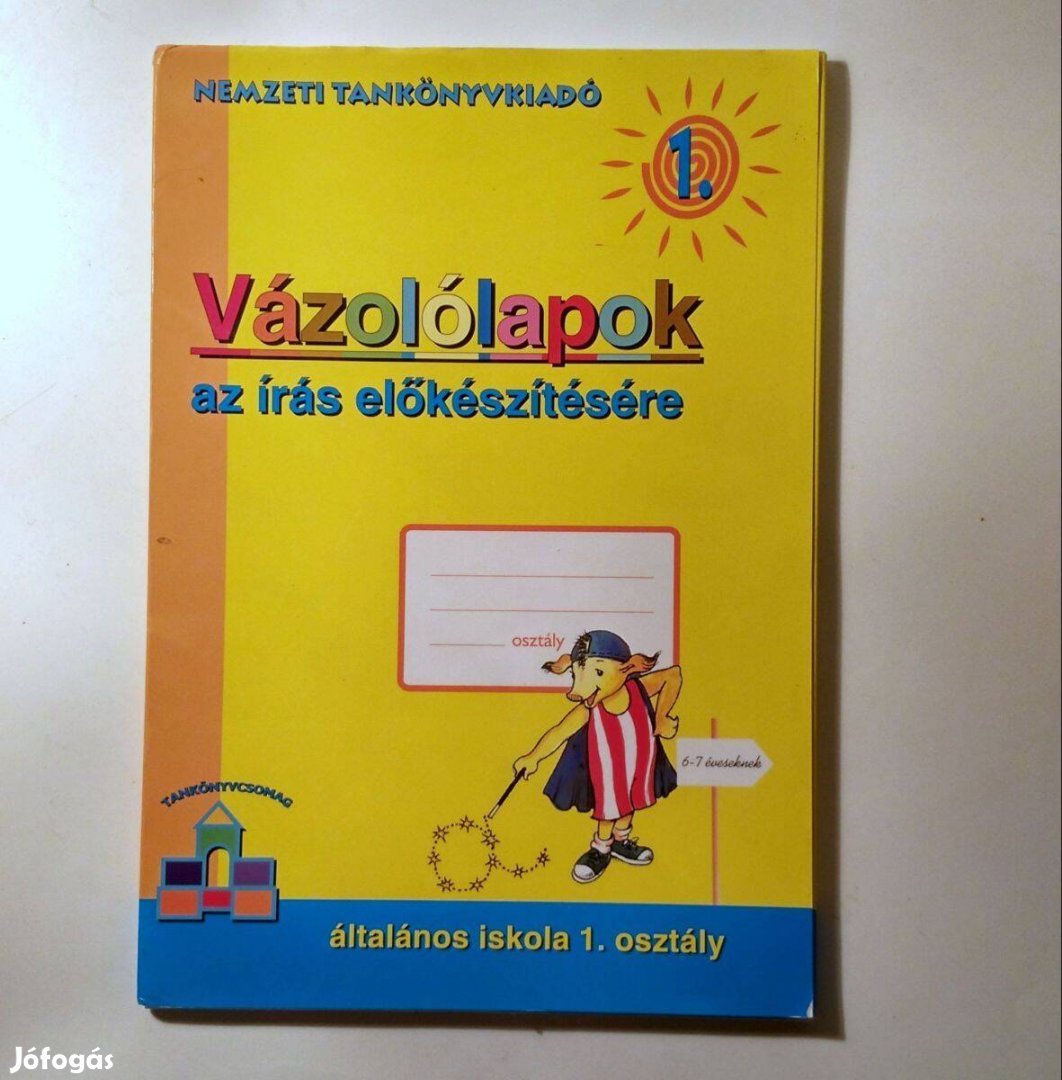 NEMZETI TANKÖNYVKIADÓ
1.
Vázolólapok
az írás előkészítésére
osztály
6-7 éveseknek
TANKÖNYVCSOMAG
általános iskola 1. osztály
Jófogás